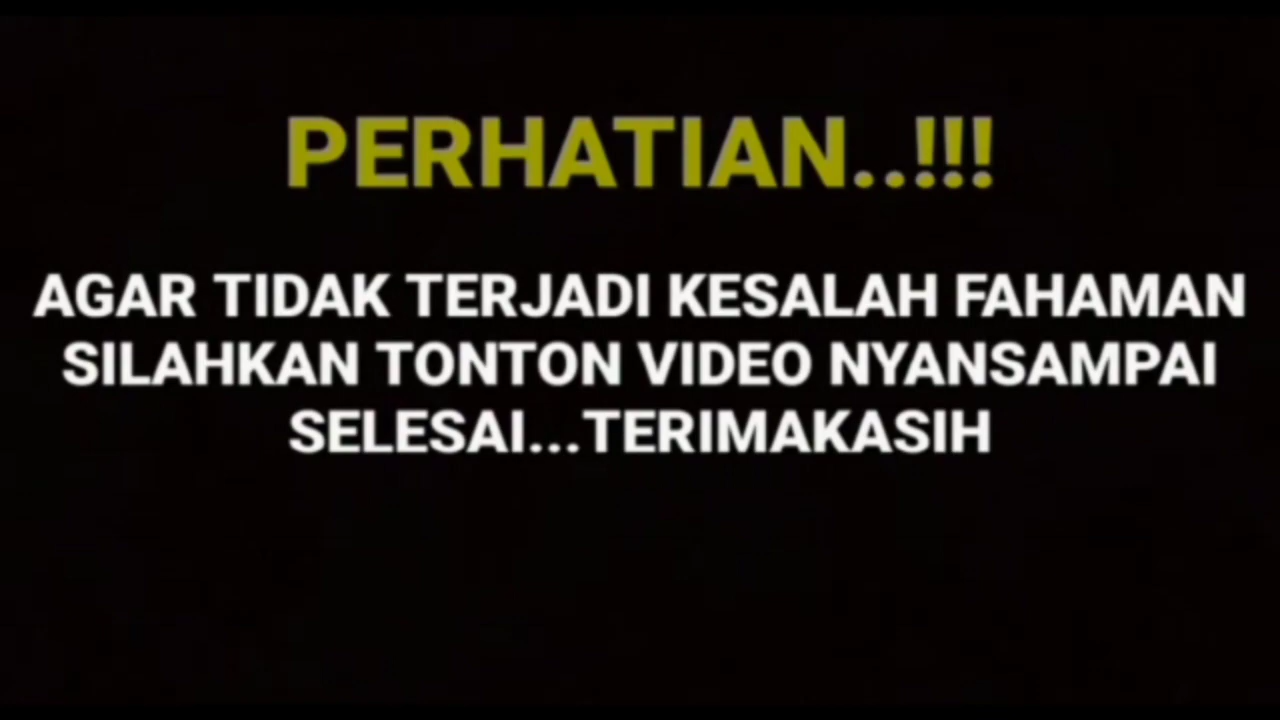 PERHATIAN..!!!
AGAR TIDAK TERJADI KESALAH FAHAMAN
SILAHKAN TONTON VIDEO NYANSAMPAI
SELESAI...TERIMAKASIH